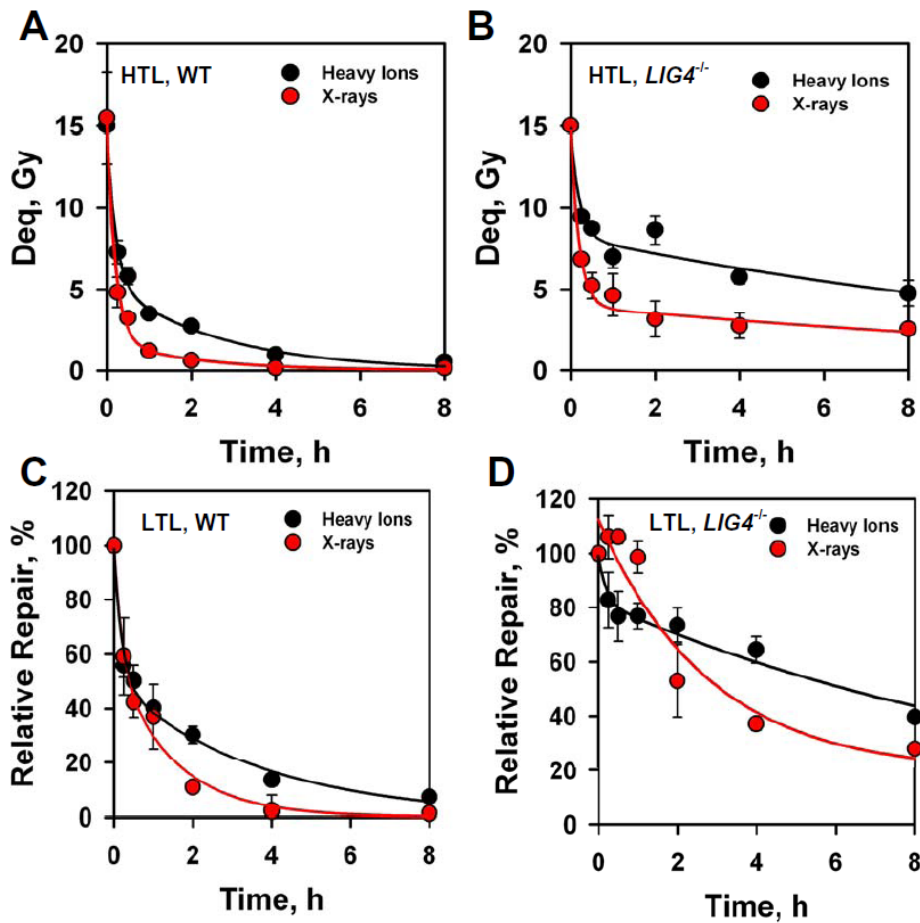 A
20
15
10
5
0
Deq, Gy
HTL, WT
Heavy Ions
X-rays
0 2 4 6 8
Time, h
B
20
15
10
5
0
Deq, Gy
HTL, LIG4-/-
Heavy Ions
X-rays
0 2 4 6 8
Time, h
C
120
100
80
60
40
20
0
Relative Repair, %
LTL, WT
Heavy Ions
X-rays
0 2 4 6 8
Time, h
D
120
100
80
60
40
20
0
Relative Repair, %
LTL, LIG4-/-
Heavy Ions
X-rays
0 2 4 6 8
Time, h